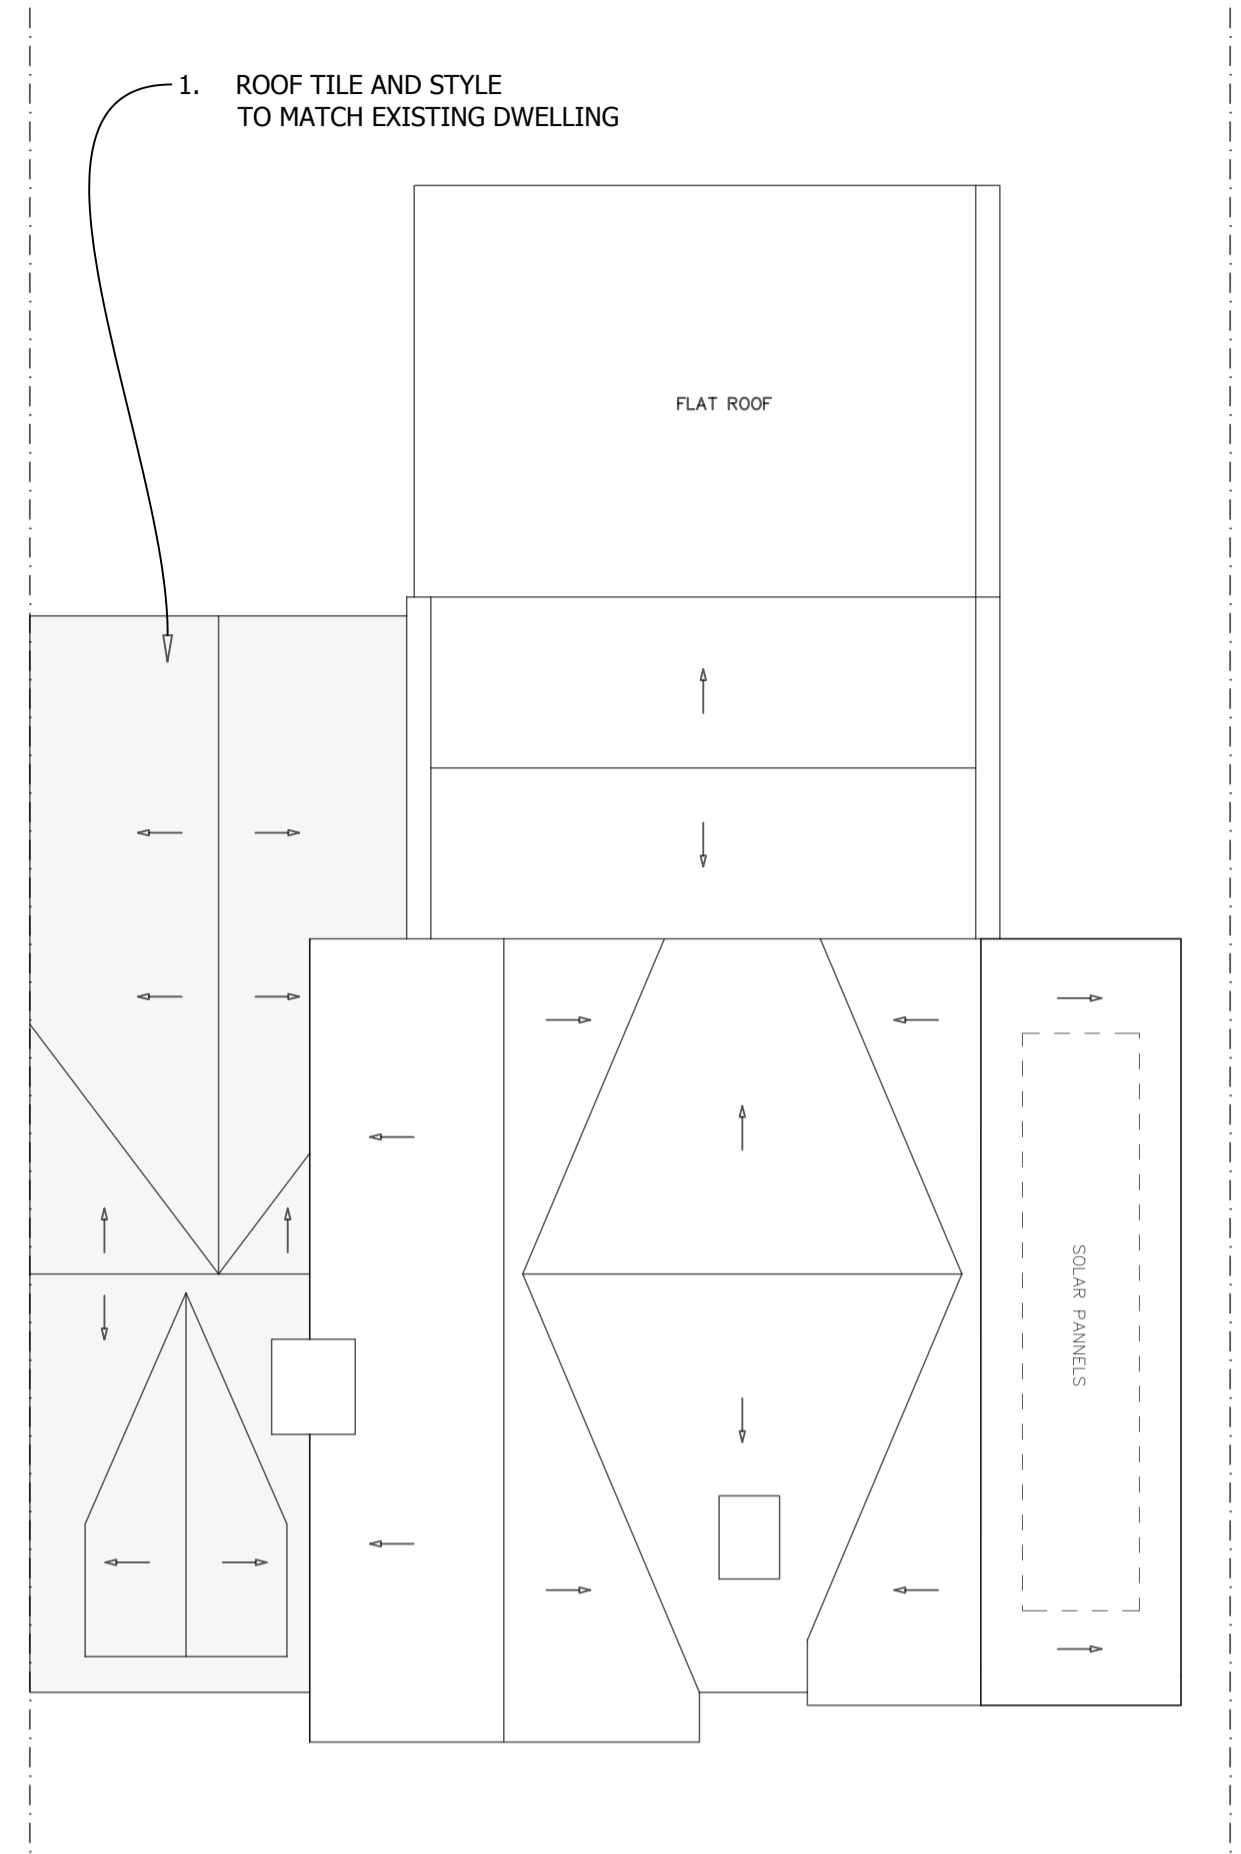 1. ROOF TILE AND STYLE
TO MATCH EXISTING DWELLING
FLAT ROOF
SOLAR PANNELS